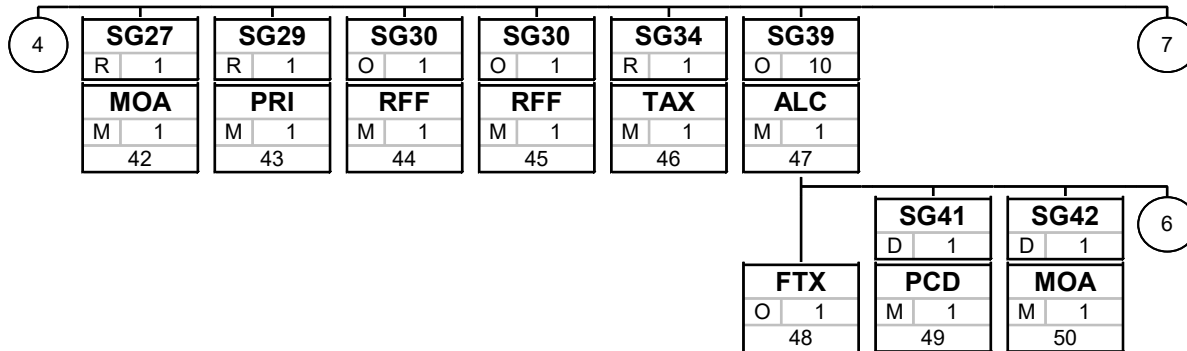 4 SG27 SG29 SG30 SG30 SG34 SG39 7
R 1 R 1 O 1 O 1 R 1 O 10
MOA PRI RFF RFF TAX ALC
M 1 M 1 M 1 M 1 M 1 M 1
42 43 44 45 46 47
SG41 SG42 6
D 1 D 1
FTX PCD MOA
O 1 M 1 M 1
48 49 50